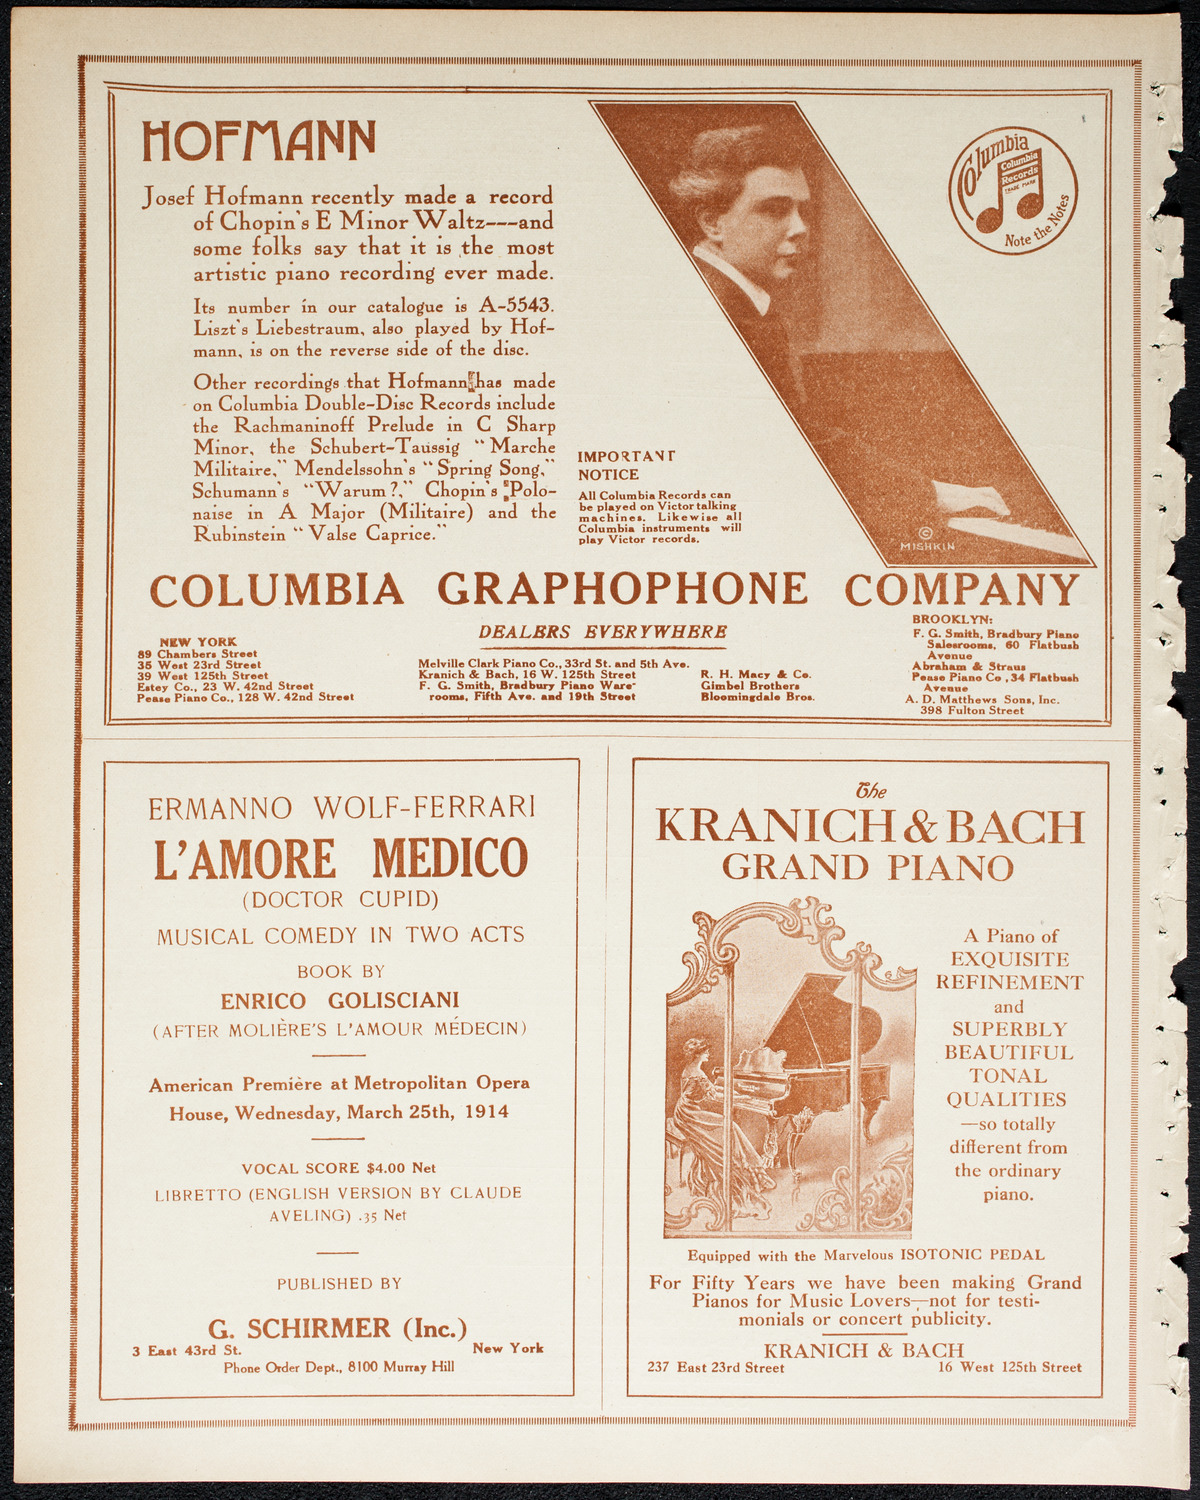 HOFMANN
Josef Hofmann recently made a record
of Chopin's E Minor Waltz---and
some folks say that it is the most
artistic piano recording ever made.
Its number in our catalogue is A-5543.
Liszt's Liebestraum, also played by Hof-
mann, is on the reverse side of the disc.
Other recordings that Hofmann has made
on Columbia Double-Disc Records include
the Rachmaninoff Prelude in C Sharp
Minor, the Schubert-Taussig "Marche
Militaire," Mendelssohn's "Spring Song,"
Schumann's "Warum?," Chopin's Polo-
naise in A Major (Militaire) and the
Rubinstein "Valse Caprice."
IMPORTANT
NOTICE
All Columbia Records can
be played on Victor talking
machines. Likewise all
Columbia instruments will
play Victor records.
© MISHKIN
Columbia
Columbia
Records
TRADE MARK
Note the Notes
COLUMBIA GRAPHOPHONE COMPANY
DEALERS EVERYWHERE
NEW YORK
89 Chambers Street
35 West 23rd Street
39 West 125th Street
Estey Co., 23 W. 42nd Street
Pease Piano Co., 128 W. 42nd Street
Melville Clark Piano Co., 33rd St. and 5th Ave.
Kranich & Bach, 16 W. 125th Street
F. G. Smith, Bradbury Piano Ware-
rooms, Fifth Ave. and 19th Street
R. H. Macy & Co.
Gimbel Brothers
Bloomingdale Bros.
BROOKLYN:
F. G. Smith, Bradbury Piano
Salesrooms, 60 Flatbush
Avenue
Abraham & Straus
Pease Piano Co., 34 Flatbush
Avenue
A. D. Matthews Sons, Inc.
398 Fulton Street
ERMANNO WOLF-FERRARI
L'AMORE MEDICO
(DOCTOR CUPID)
MUSICAL COMEDY IN TWO ACTS
BOOK BY
ENRICO GOLISCIANI
(AFTER MOLIÈRE'S L'AMOUR MÉDECIN)
American Première at Metropolitan Opera
House, Wednesday, March 25th, 1914
VOCAL SCORE $4.00 Net
LIBRETTO (ENGLISH VERSION BY CLAUDE
AVELING) .35 Net
PUBLISHED BY
G. SCHIRMER (Inc.)
3 East 43rd St. New York
Phone Order Dept., 8100 Murray Hill
The
KRANICH & BACH
GRAND PIANO
A Piano of
EXQUISITE
REFINEMENT
and
SUPERBLY
BEAUTIFUL
TONAL
QUALITIES
—so totally
different from
the ordinary
piano.
Equipped with the Marvelous ISOTONIC PEDAL
For Fifty Years we have been making Grand
Pianos for Music Lovers—not for testi-
monials or concert publicity.
KRANICH & BACH
237 East 23rd Street 16 West 125th Street